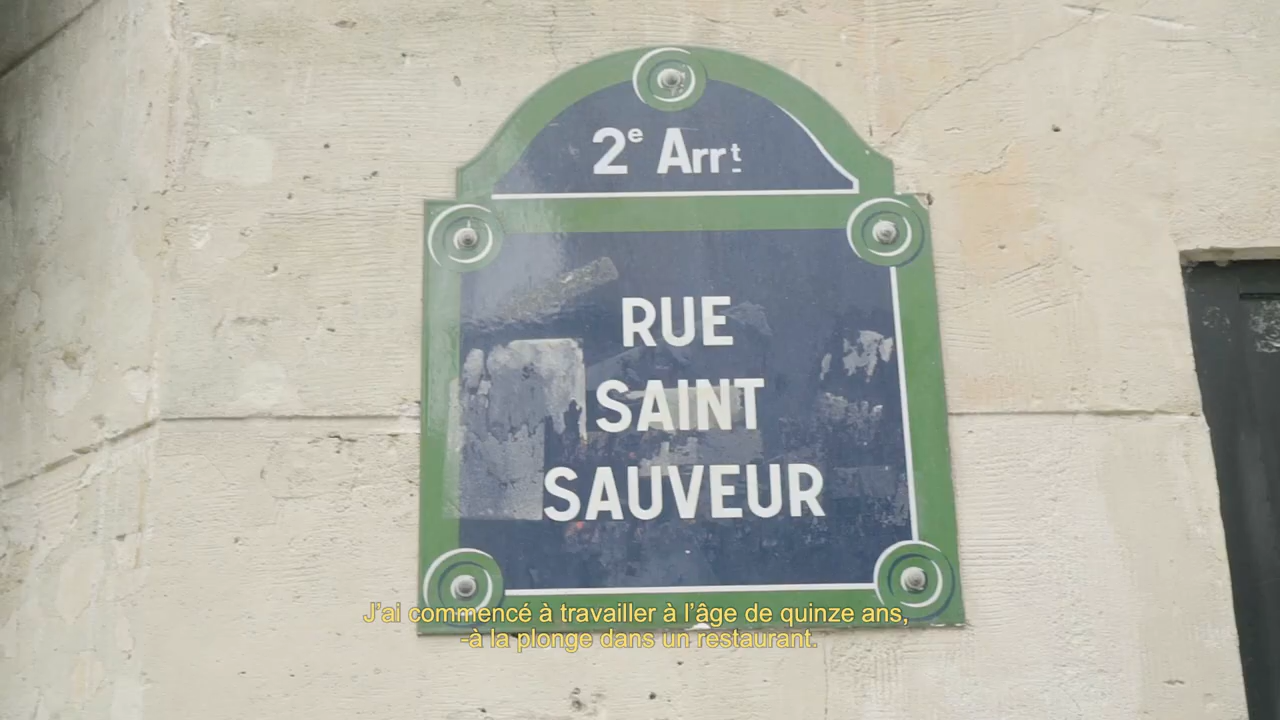 2e Arrt
RUE
SAINT
SAUVEUR
J'ai commencé à travailler à l'âge de quinze ans,
-à la plonge dans un restaurant.